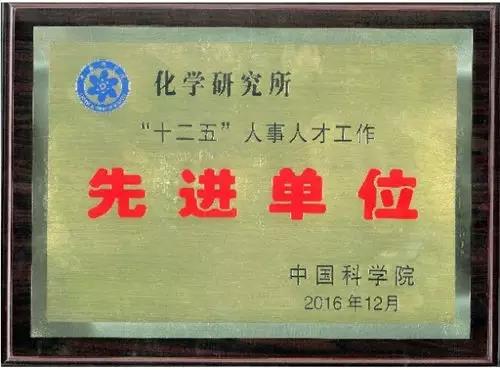 化学研究所
“十二五”人事人才工作
先进单位
中国科学院
2016年12月